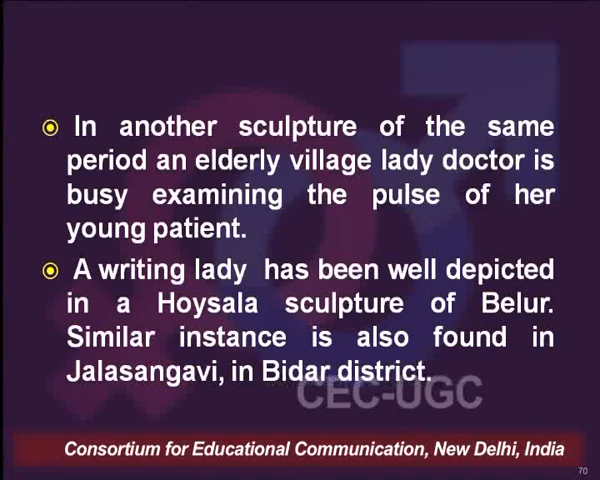 In another sculpture of the same
period an elderly village lady doctor is
busy examining the pulse of her
young patient.
A writing lady has been well depicted
in a Hoysala sculpture of Belur.
Similar instance is also found in
Jalasangavi, in Bidar district.
CEC-UGC
Consortium for Educational Communication, New Delhi, India
70